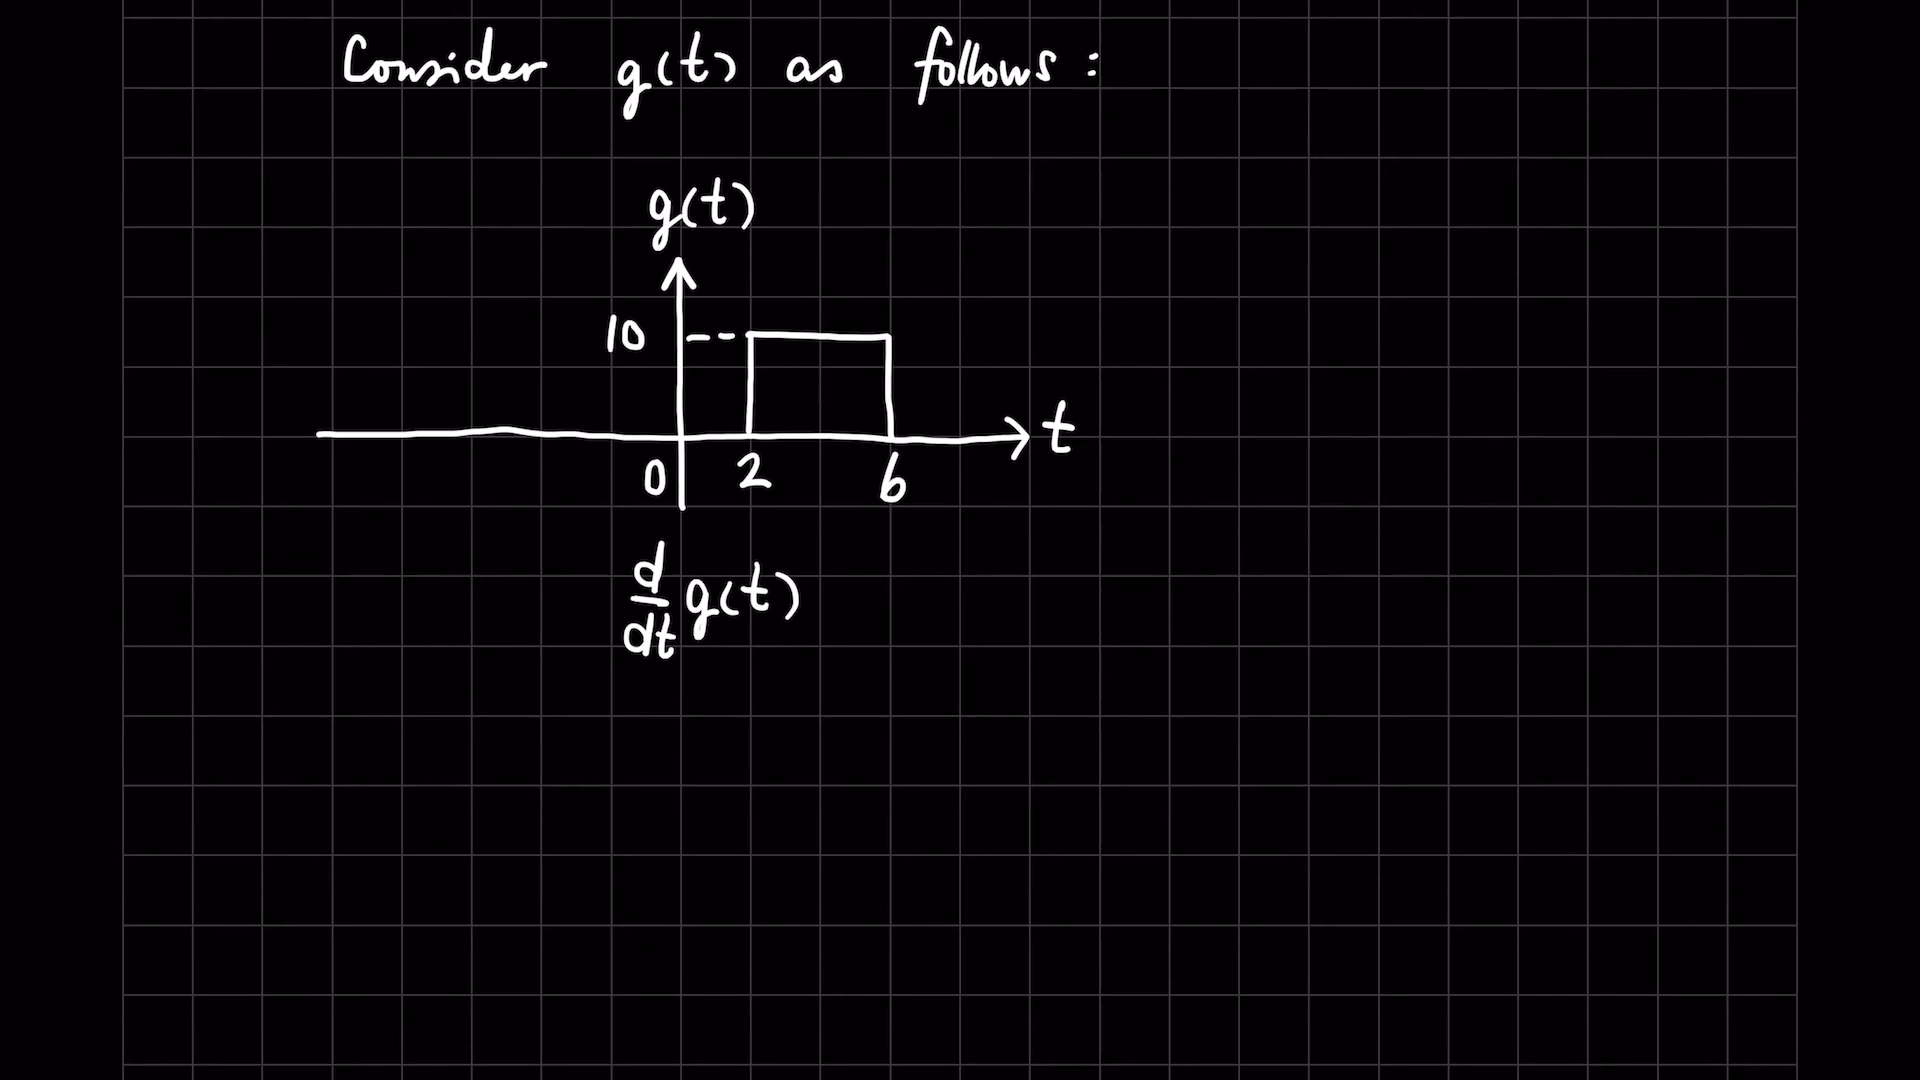 Consider g(t) as follows:
g(t)
10
t
0 2 6
d/dt g(t)